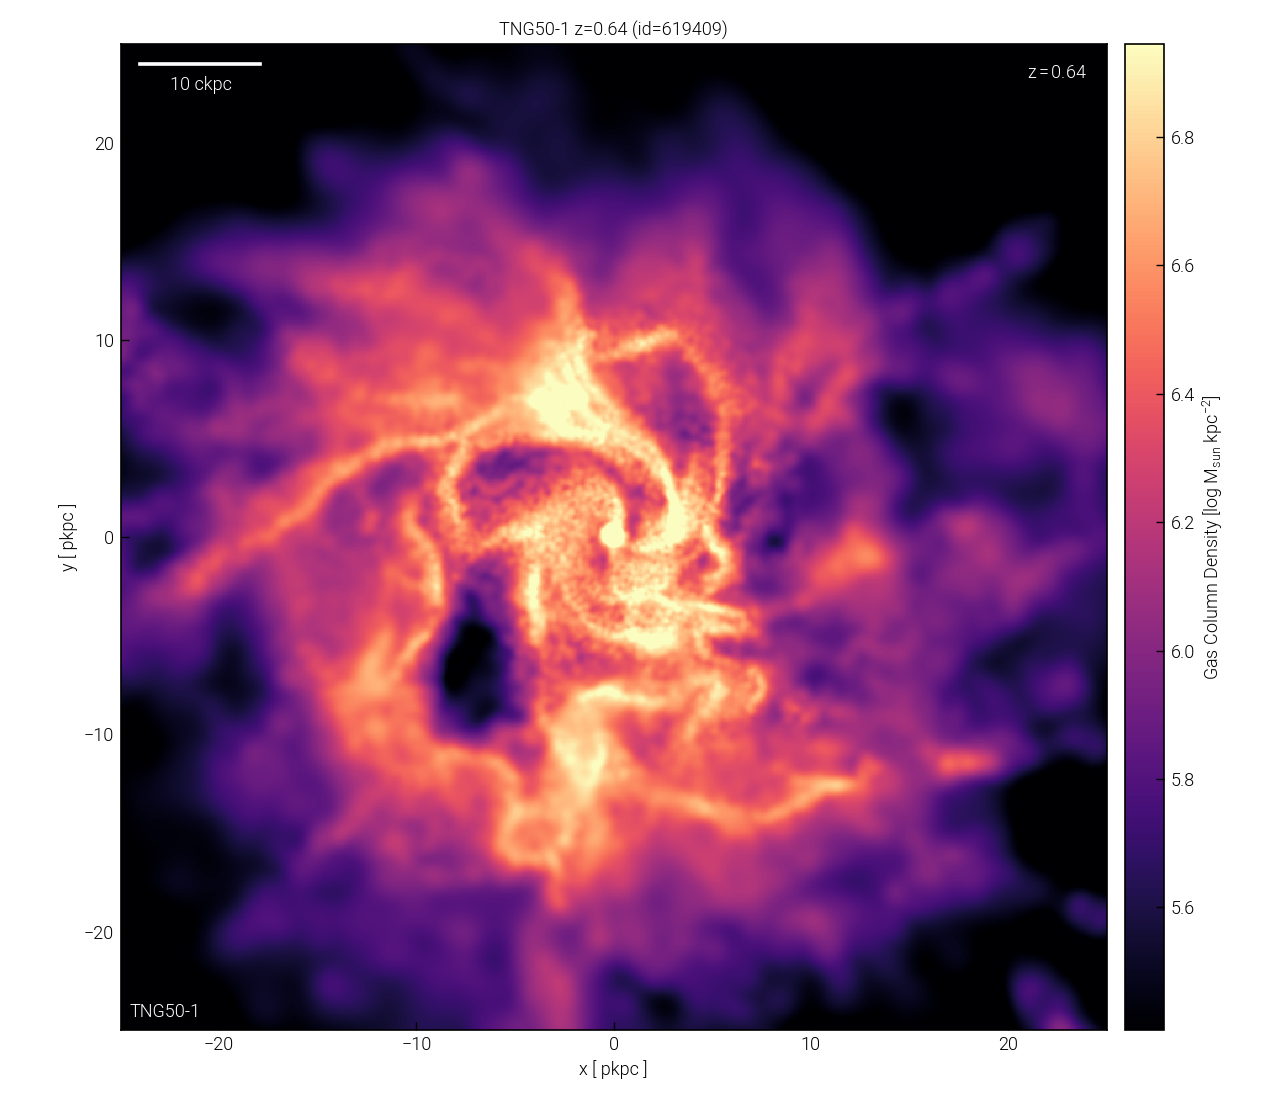 TNG50-1 z=0.64 (id=619409)
10 ckpc
z=0.64
TNG50-1
20
10
0
−10
−20
y [ pkpc ]
−20
−10
0
10
20
x [ pkpc ]
6.8
6.6
6.4
6.2
6.0
5.8
5.6
Gas Column Density [log M_sun kpc^−2]